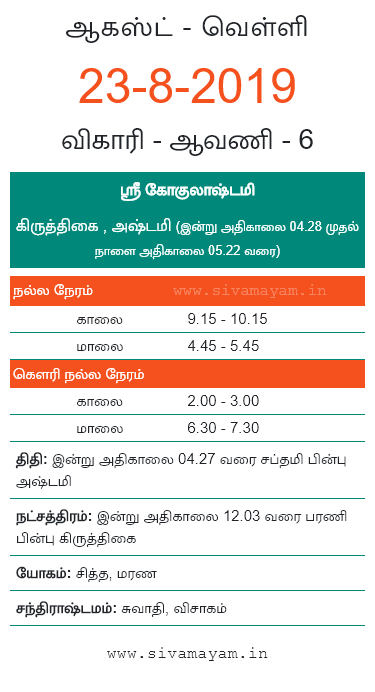 ஆகஸ்ட் - வெள்ளி
23-8-2019
விகாரி - ஆவணி - 6
ஸ்ரீ கோகுலாஷ்டமி
கிருத்திகை , அஷ்டமி (இன்று அதிகாலை 04.28 முதல்
நாளை அதிகாலை 05.22 வரை)
நல்ல நேரம் www.sivamayam.in
காலை 9.15 - 10.15
மாலை 4.45 - 5.45
கௌரி நல்ல நேரம்
காலை 2.00 - 3.00
மாலை 6.30 - 7.30
திதி: இன்று அதிகாலை 04.27 வரை சப்தமி பின்பு
அஷ்டமி
நட்சத்திரம்: இன்று அதிகாலை 12.03 வரை பரணி
பின்பு கிருத்திகை
யோகம்: சித்த, மரண
சந்திராஷ்டமம்: சுவாதி, விசாகம்
www.sivamayam.in